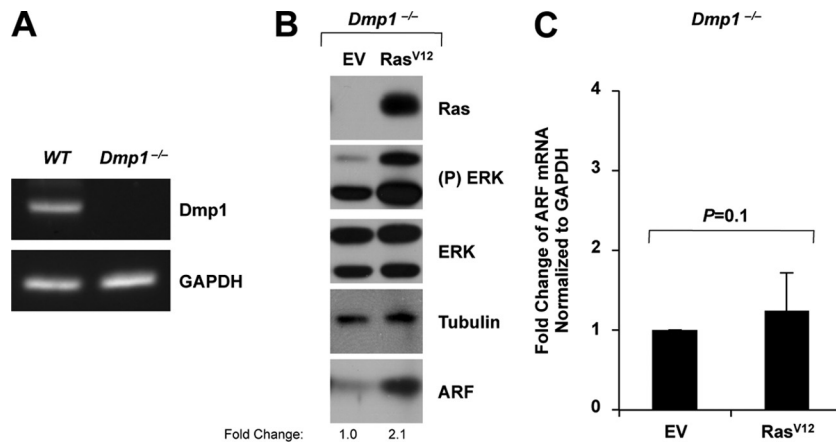 A
WT Dmp1 –/–
Dmp1
GAPDH
B
Dmp1 –/–
EV RasV12
Ras
(P) ERK
ERK
Tubulin
ARF
Fold Change: 1.0 2.1
C
Dmp1 –/–
Fold Change of ARF mRNA
Normalized to GAPDH
4
3
2
1
0
P=0.1
EV RasV12